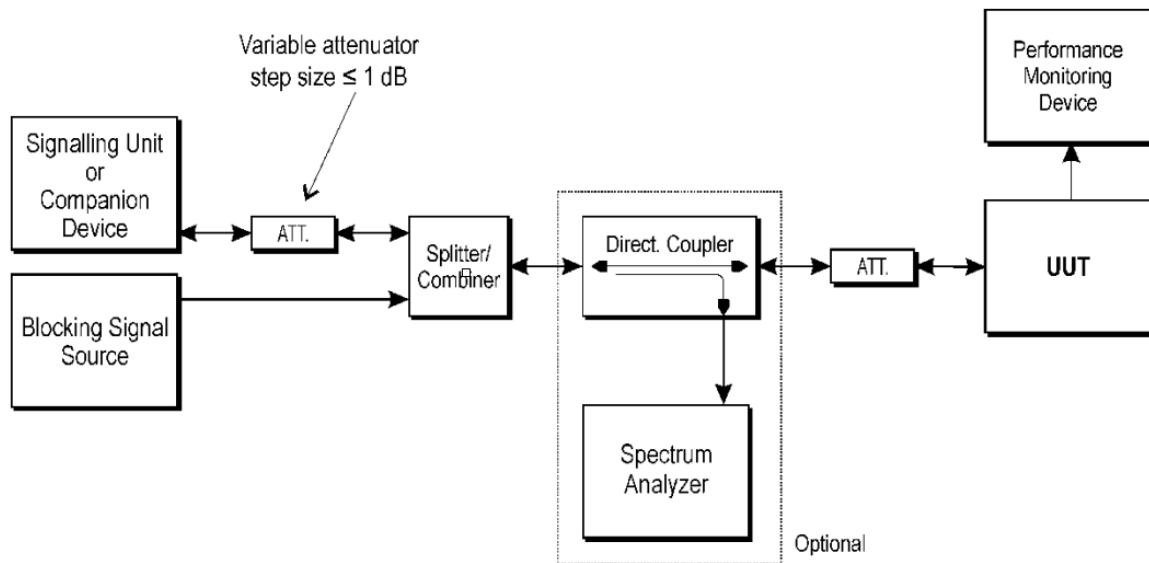 Variable attenuator
step size ≤ 1 dB
Signalling Unit
or
Companion
Device
ATT.
Splitter/
Combiner
Blocking Signal
Source
Direct. Coupler
Spectrum
Analyzer
Optional
ATT.
UUT
Performance
Monitoring
Device